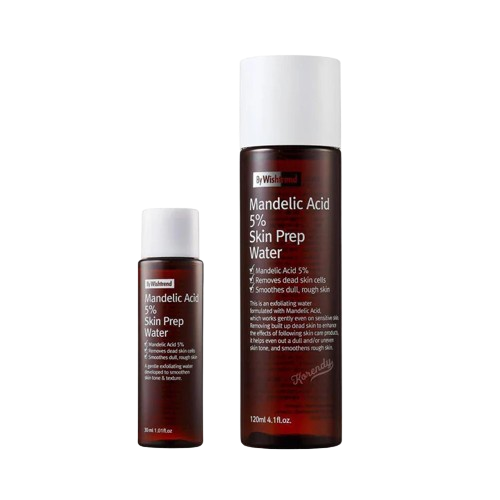 By Wishtrend
Mandelic Acid
5%
Skin Prep
Water
Mandelic Acid 5%
Removes dead skin cells
Smoothes dull, rough skin
A gentle exfoliating water
developed to smoothen
skin tone & texture.
30ml 1.01fl.oz.
By Wishtrend
Mandelic Acid
5%
Skin Prep
Water
Mandelic Acid 5%
Removes dead skin cells
Smoothes dull, rough skin
This is an exfoliating water
formulated with Mandelic Acid,
which works gently even on sensitive skin.
Removing built up dead skin to enhance
the effects of following skin care products,
it helps even out a dull and/or uneven
skin tone, and smoothens rough skin.
Korendy
120ml 4.1fl.oz.